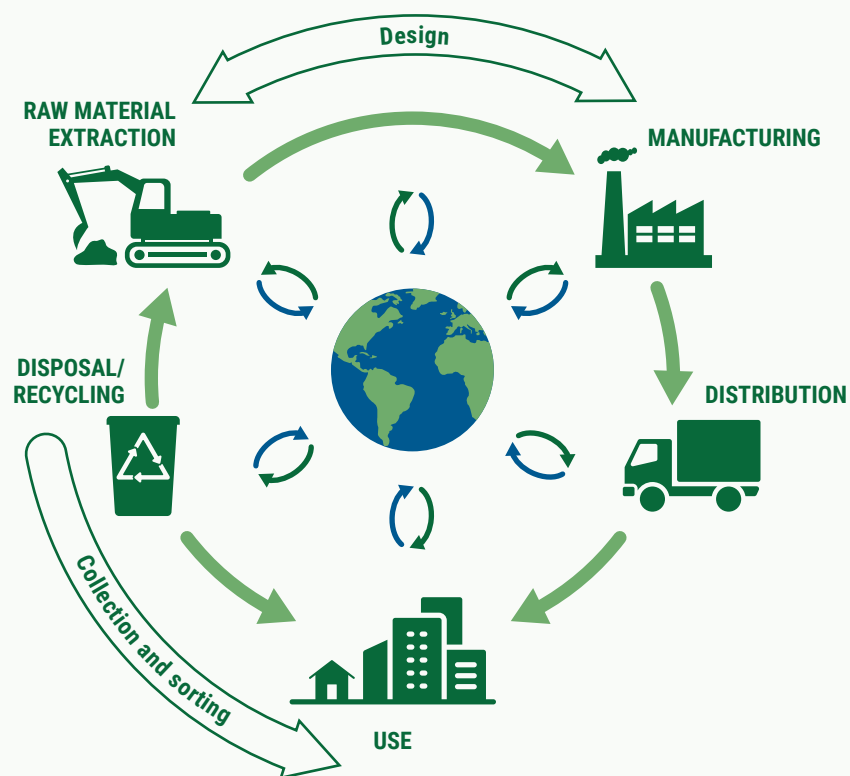 Design
RAW MATERIAL
EXTRACTION
MANUFACTURING
DISPOSAL/
RECYCLING
DISTRIBUTION
Collection and sorting
USE